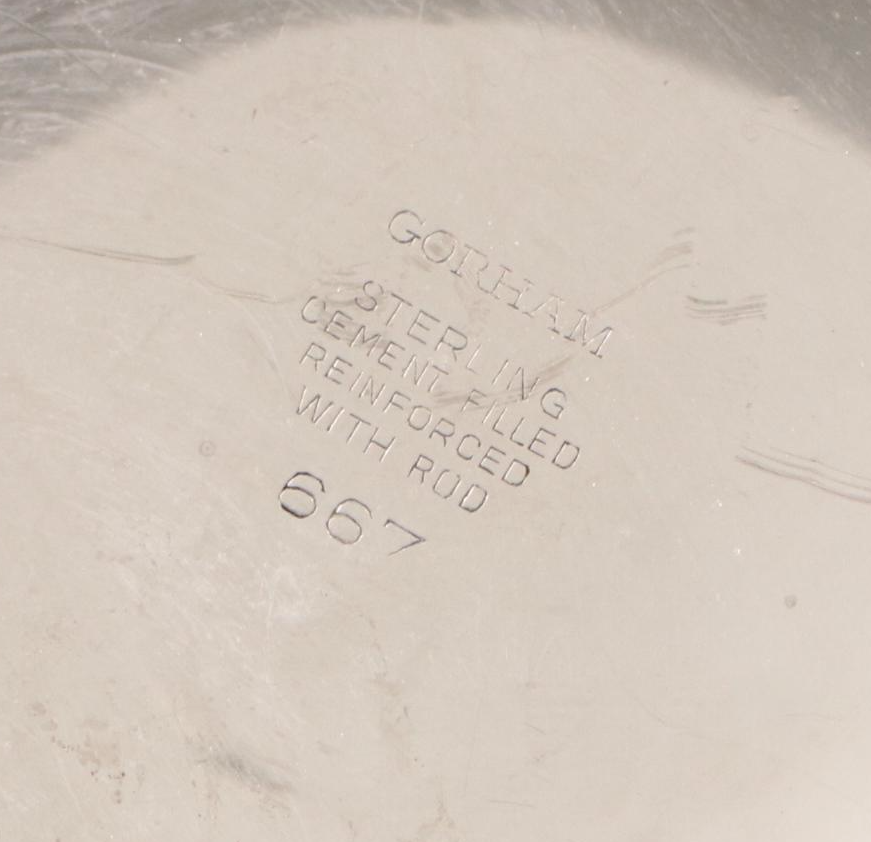 GORHAM
STERLING
CEMENT FILLED
REINFORCED
WITH ROD
667